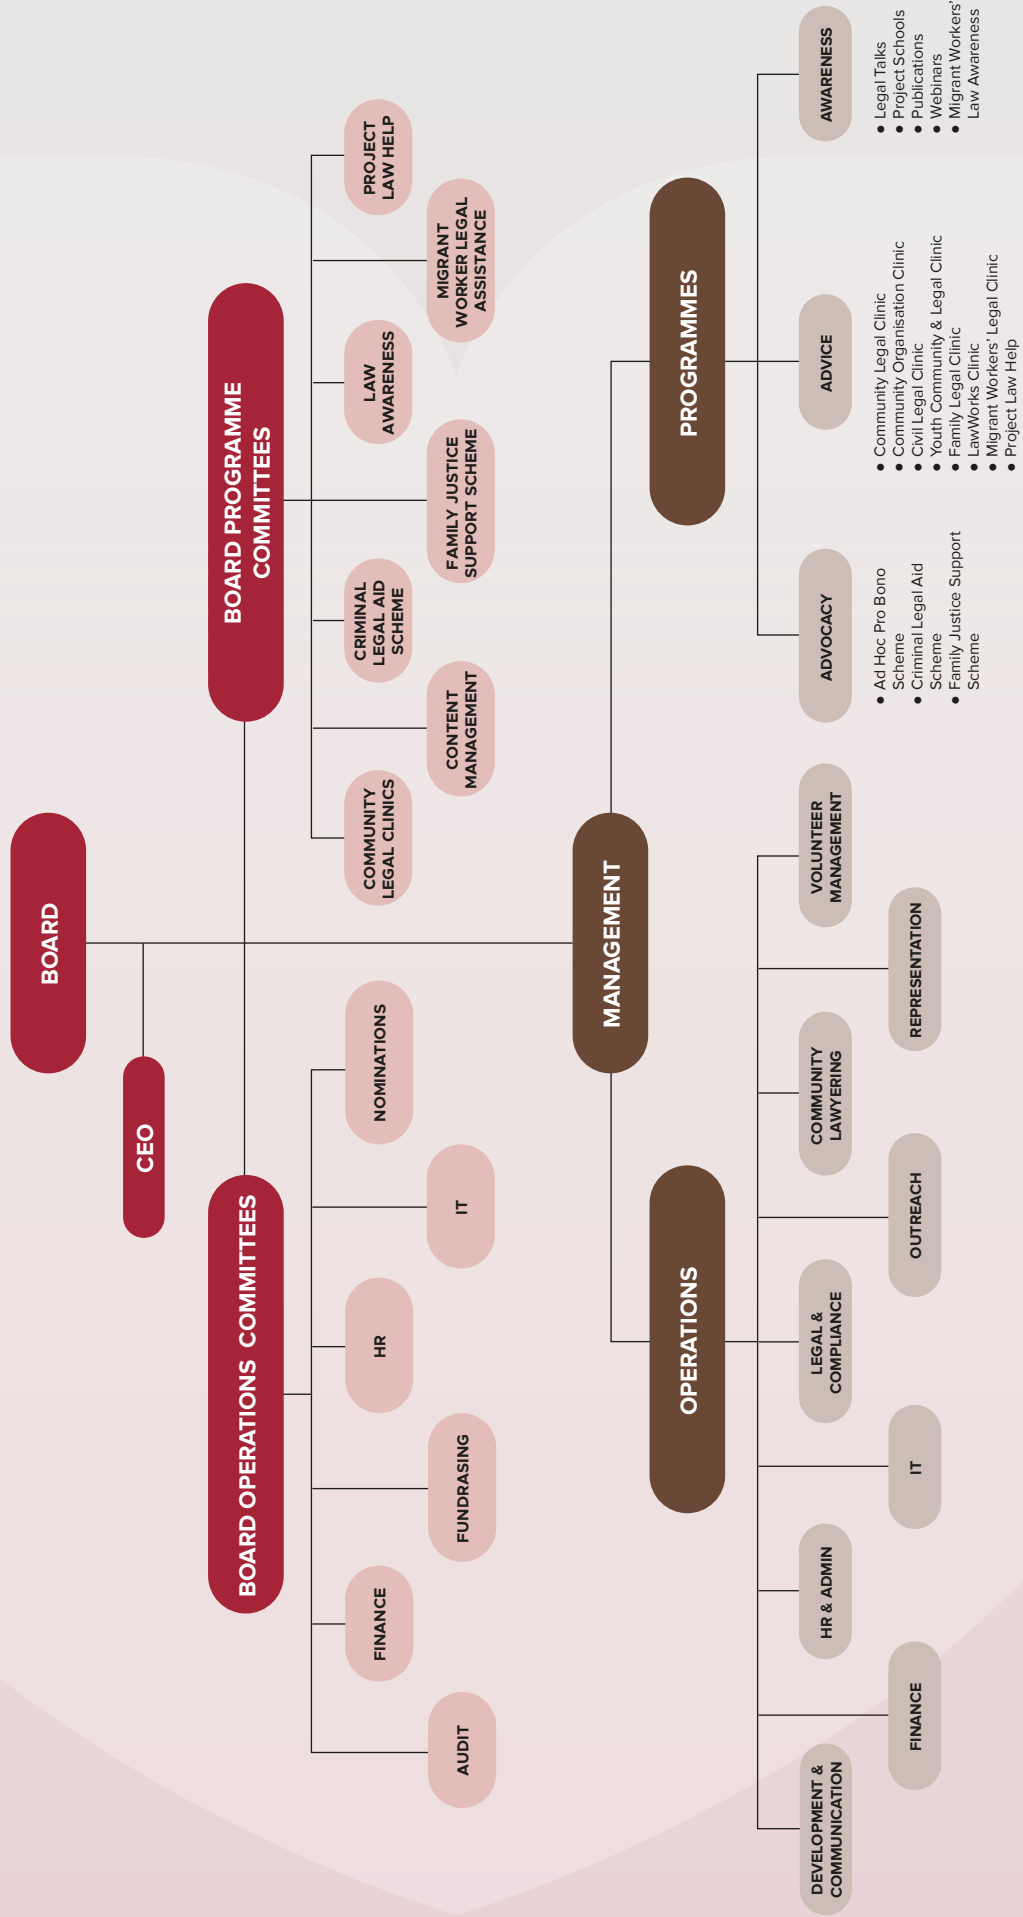 BOARD
CEO
BOARD OPERATIONS COMMITTEES
BOARD PROGRAMME
COMMITTEES
AUDIT
FINANCE
FUNDRASING
HR
IT
NOMINATIONS
COMMUNITY
LEGAL CLINICS
CONTENT
MANAGEMENT
CRIMINAL
LEGAL AID
SCHEME
FAMILY JUSTICE
SUPPORT SCHEME
LAW
AWARENESS
MIGRANT
WORKER LEGAL
ASSISTANCE
PROJECT
LAW HELP
MANAGEMENT
OPERATIONS
PROGRAMMES
DEVELOPMENT &
COMMUNICATION
FINANCE
HR & ADMIN
IT
LEGAL &
COMPLIANCE
OUTREACH
COMMUNITY
LAWYERING
REPRESENTATION
VOLUNTEER
MANAGEMENT
ADVOCACY
• Ad Hoc Pro Bono
Scheme
• Criminal Legal Aid
Scheme
• Family Justice Support
Scheme
ADVICE
• Community Legal Clinic
• Community Organisation Clinic
• Civil Legal Clinic
• Youth Community & Legal Clinic
• Family Legal Clinic
• LawWorks Clinic
• Migrant Workers' Legal Clinic
• Project Law Help
AWARENESS
• Legal Talks
• Project Schools
• Publications
• Webinars
• Migrant Workers'
Law Awareness